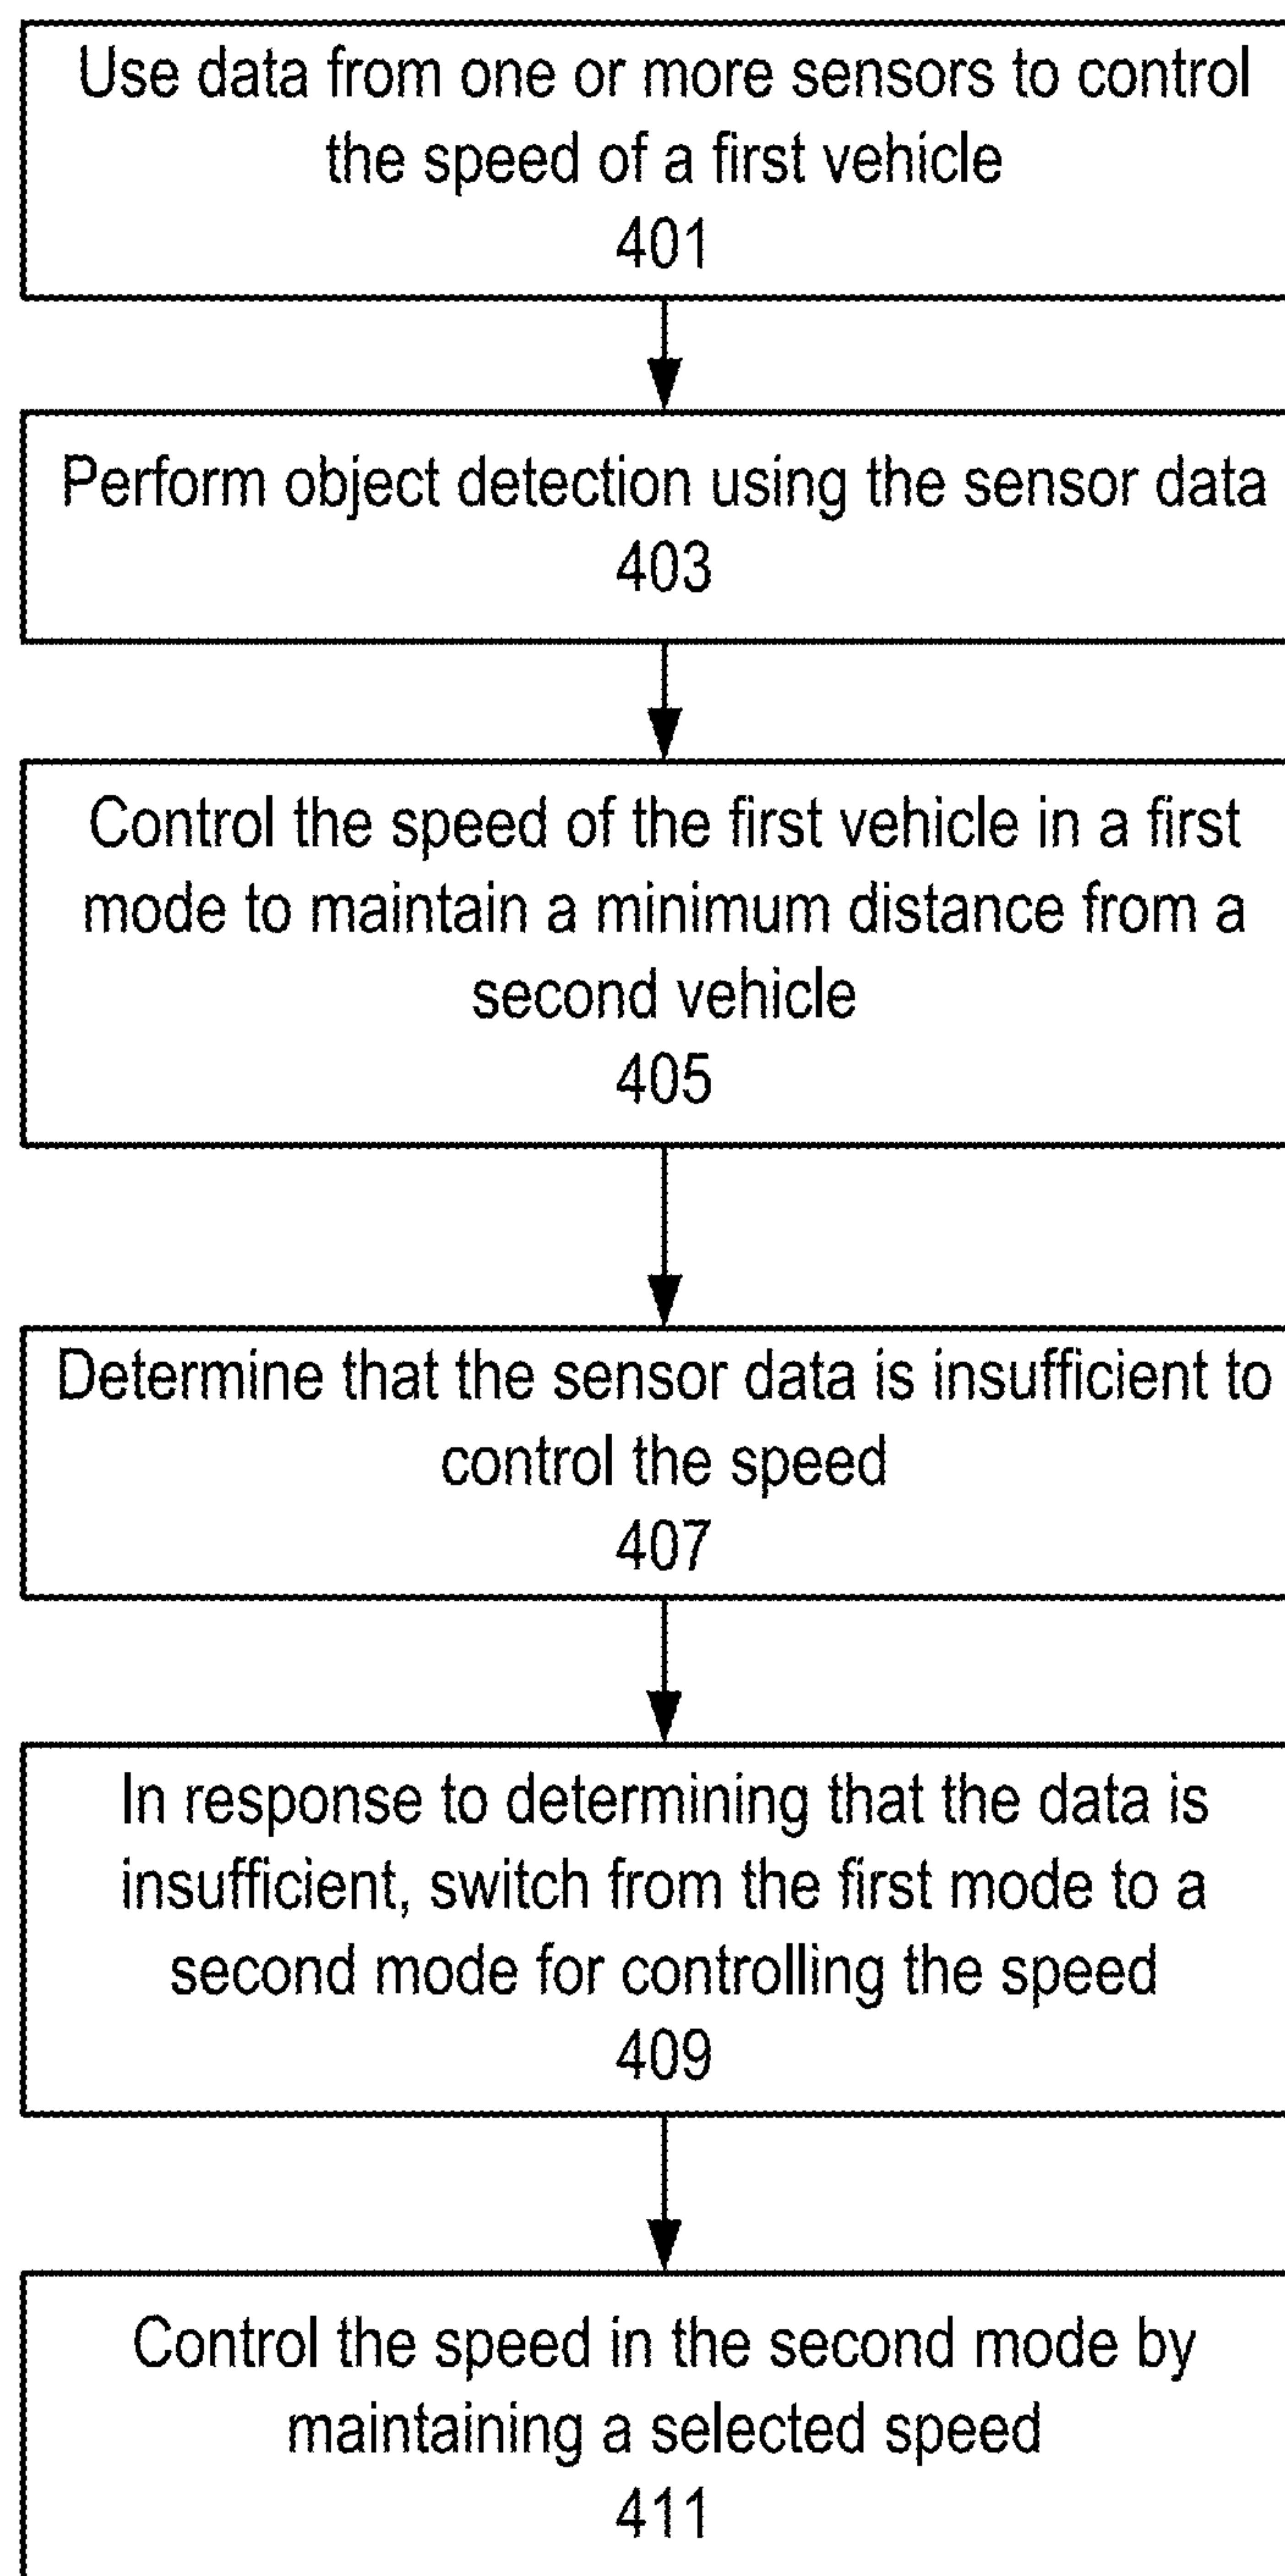 Use data from one or more sensors to control
the speed of a first vehicle
401
Perform object detection using the sensor data
403
Control the speed of the first vehicle in a first
mode to maintain a minimum distance from a
second vehicle
405
Determine that the sensor data is insufficient to
control the speed
407
In response to determining that the data is
insufficient, switch from the first mode to a
second mode for controlling the speed
409
Control the speed in the second mode by
maintaining a selected speed
411